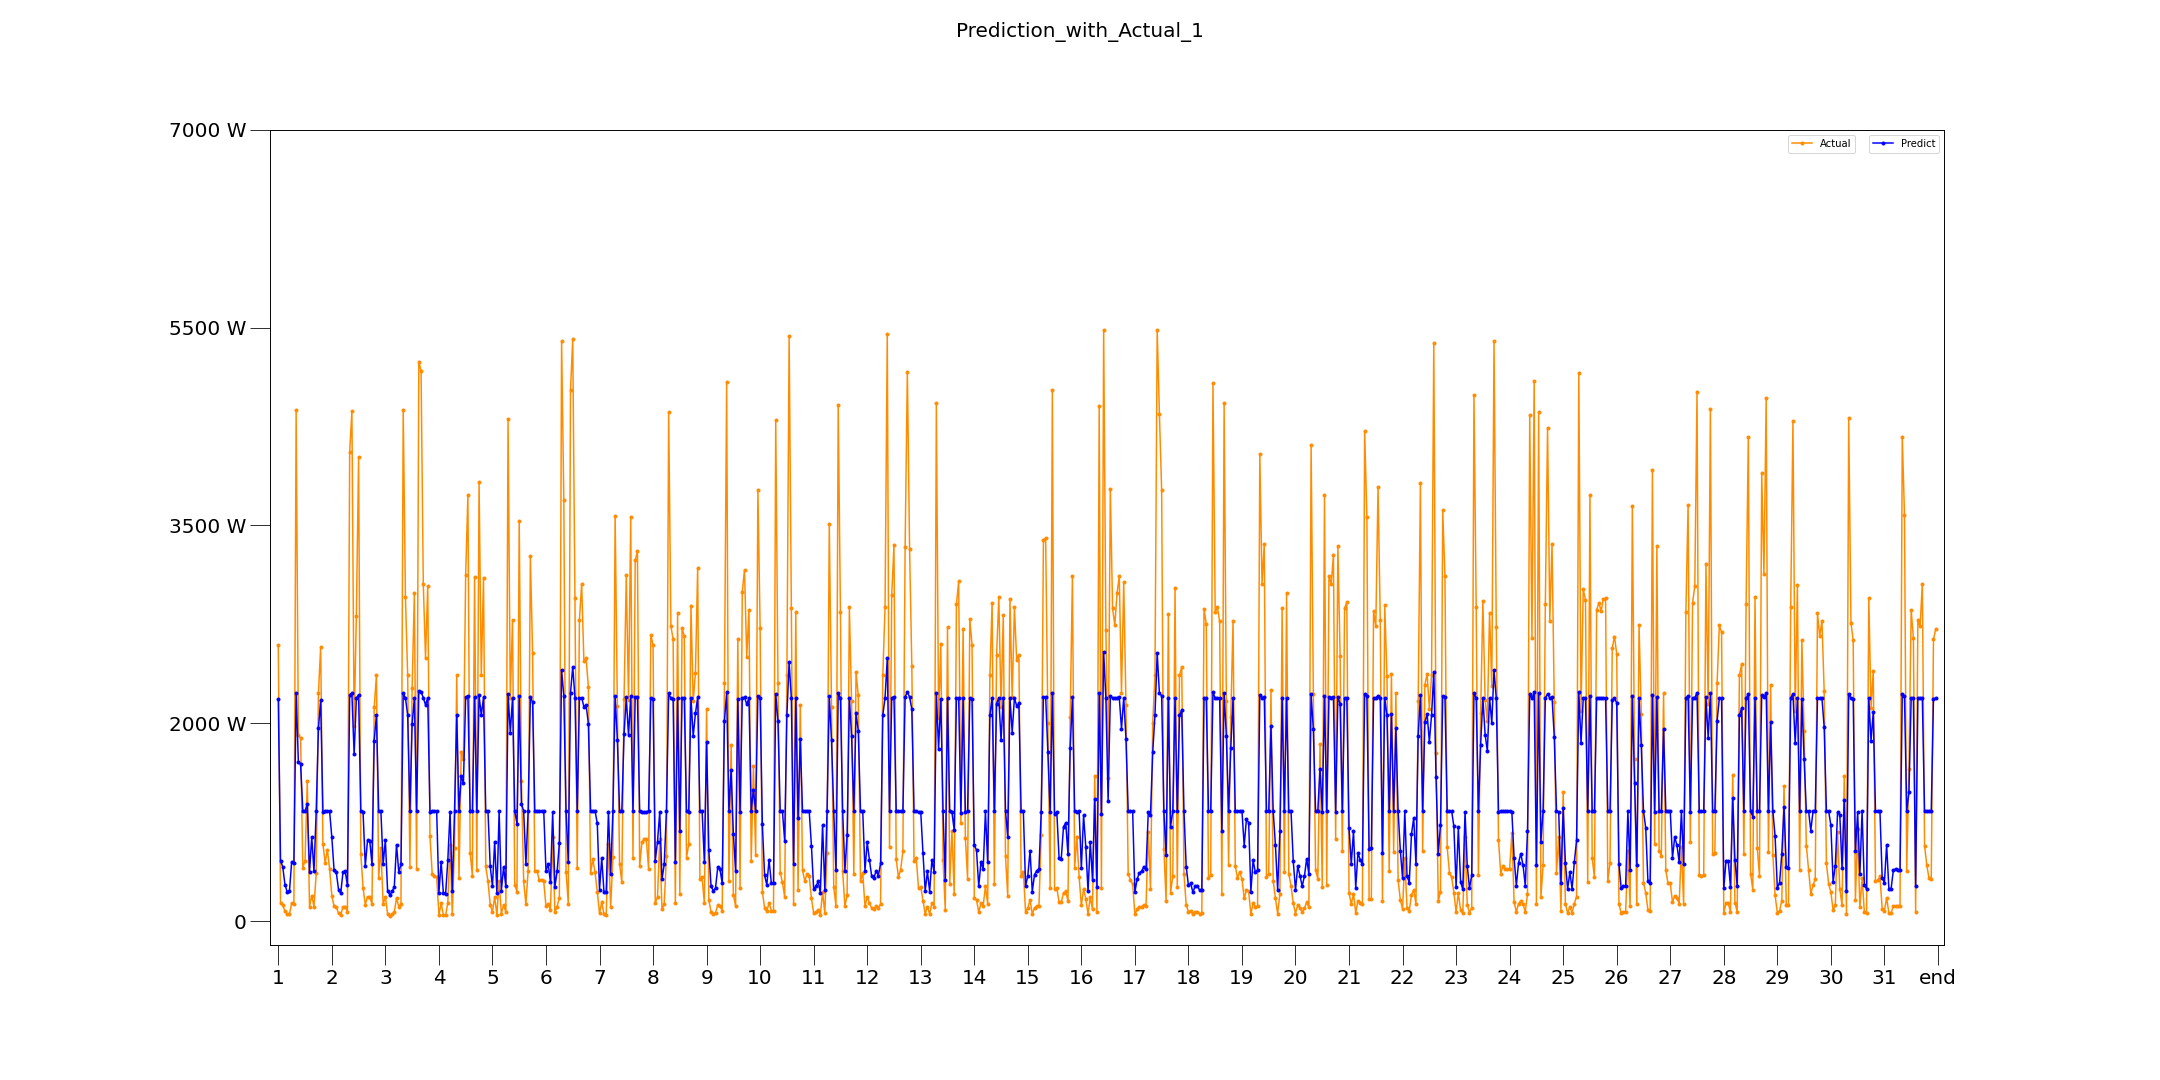 Prediction_with_Actual_1
Actual Predict
7000 W
5500 W
3500 W
2000 W
0
1 2 3 4 5 6 7 8 9 10 11 12 13 14 15 16 17 18 19 20 21 22 23 24 25 26 27 28 29 30 31 end